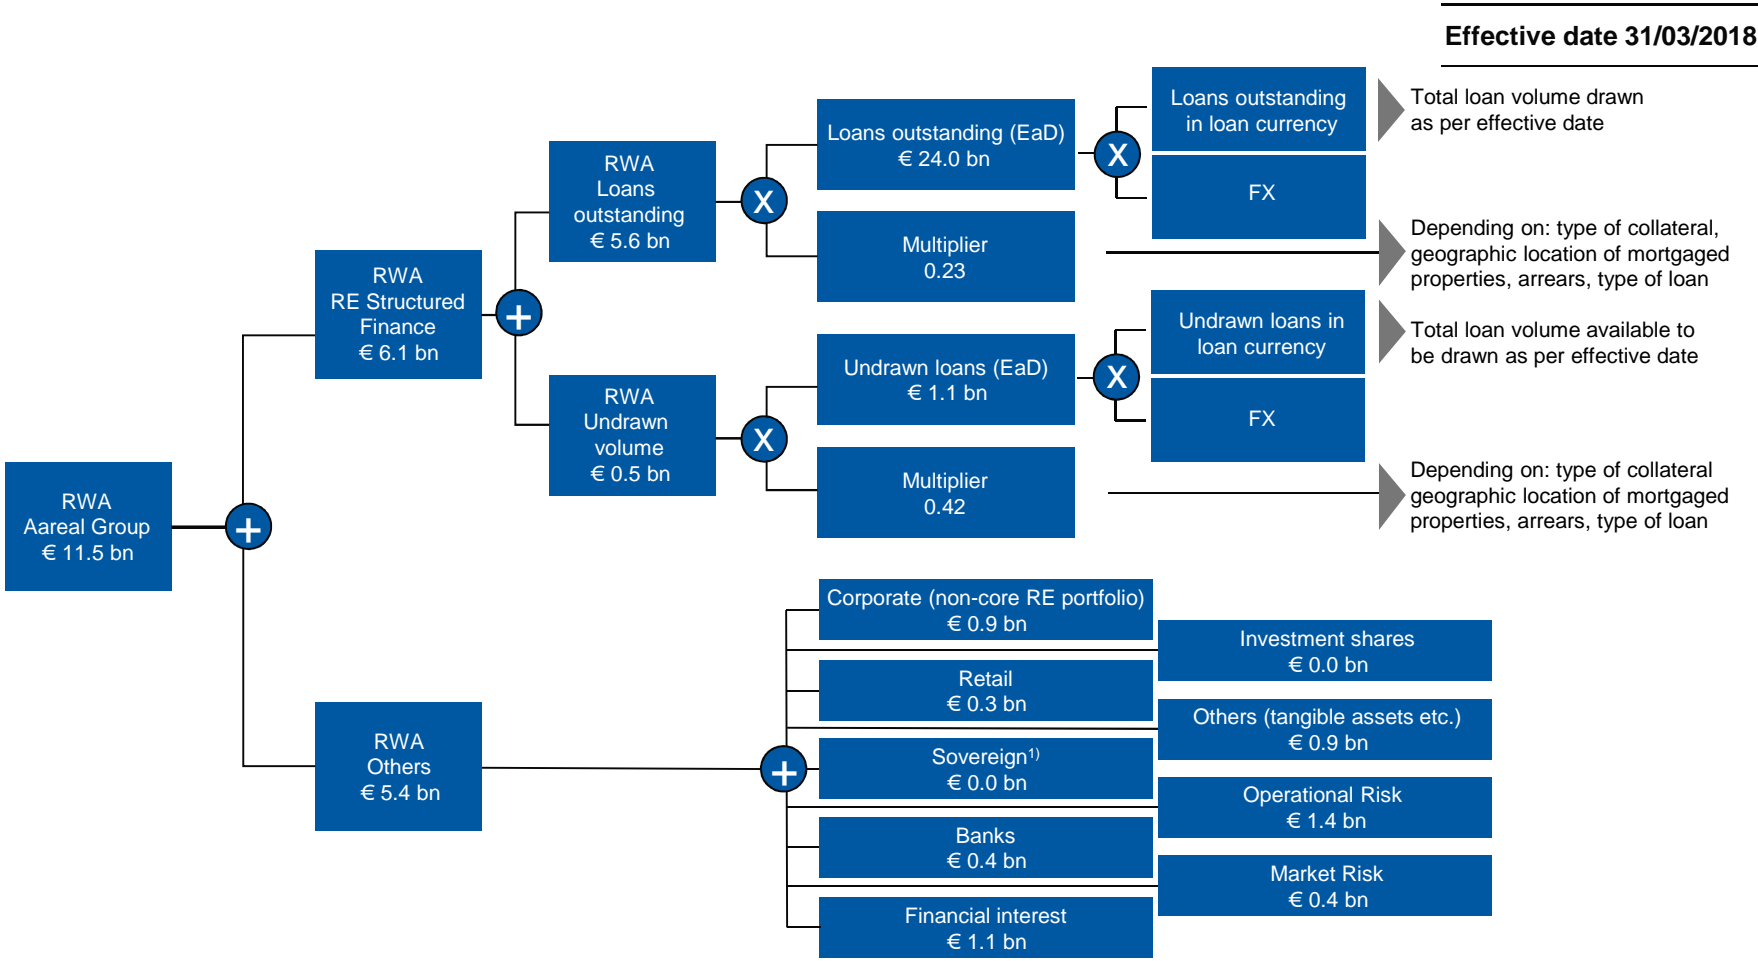 Effective date 31/03/2018
Loans outstanding
in loan currency
Total loan volume drawn
as per effective date
Loans outstanding (EaD)
€ 24.0 bn
X
FX
RWA
Loans
outstanding
€ 5.6 bn
X
Multiplier
0.23
Depending on: type of collateral,
geographic location of mortgaged
properties, arrears, type of loan
RWA
RE Structured
Finance
€ 6.1 bn
+
Undrawn loans in
loan currency
Total loan volume available to
be drawn as per effective date
Undrawn loans (EaD)
€ 1.1 bn
X
FX
RWA
Undrawn
volume
€ 0.5 bn
X
Multiplier
0.42
Depending on: type of collateral
geographic location of mortgaged
properties, arrears, type of loan
RWA
Aareal Group
€ 11.5 bn
+
Corporate (non-core RE portfolio)
€ 0.9 bn
Investment shares
€ 0.0 bn
Retail
€ 0.3 bn
Others (tangible assets etc.)
€ 0.9 bn
RWA
Others
€ 5.4 bn
+
Sovereign1)
€ 0.0 bn
Operational Risk
€ 1.4 bn
Banks
€ 0.4 bn
Market Risk
€ 0.4 bn
Financial interest
€ 1.1 bn